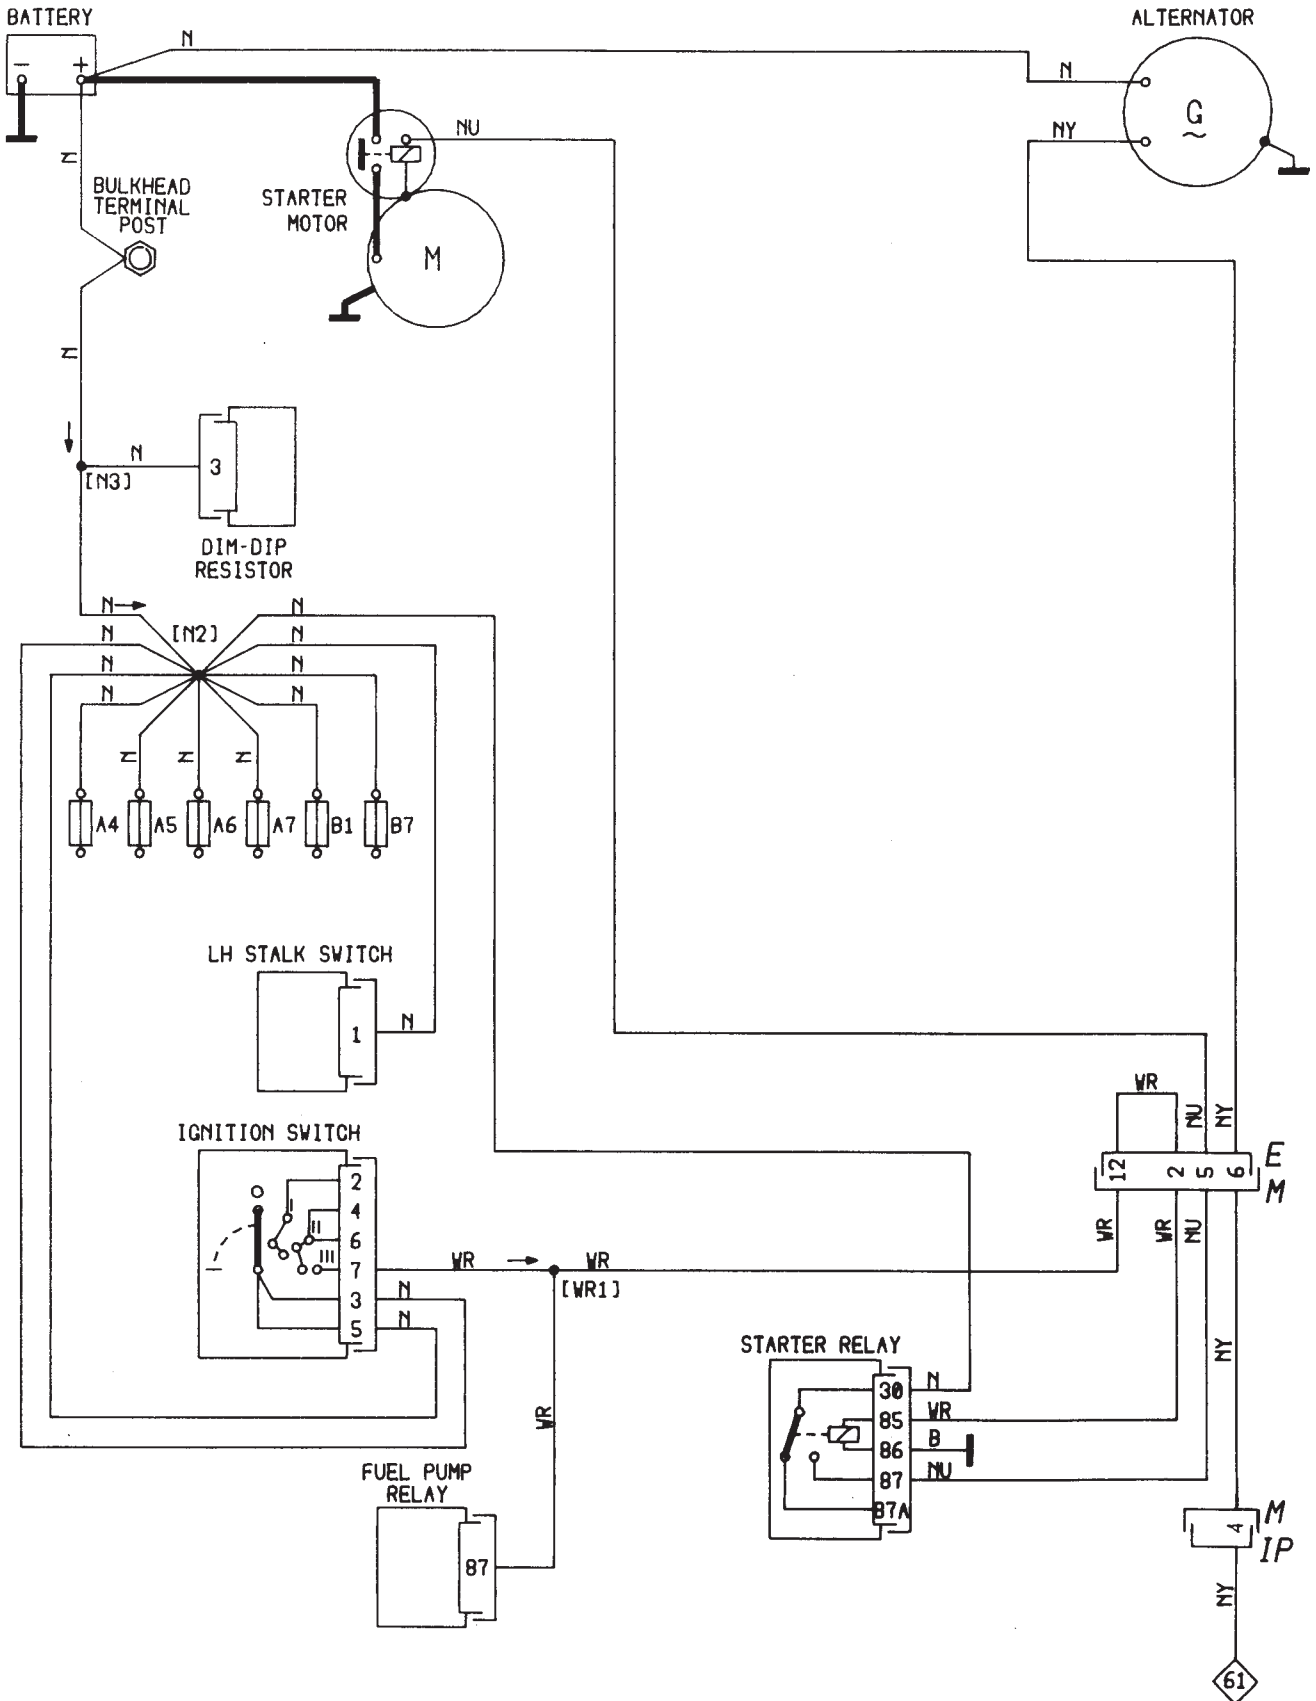 BATTERY
ALTERNATOR
N
N
G
~
NY
- +
NU
N
BULKHEAD
TERMINAL
POST
STARTER
MOTOR
M
N
N
3
[N3]
DIM-DIP
RESISTOR
N
N
[N2]
N
N
N
N
N
N
N
N
N
A4
A5
A6
A7
B1
B7
LH STALK SWITCH
1
N
WR
NU
NY
IGNITION SWITCH
12
2
5
6
E
M
2
I
4
II
6
III
7
WR
WR
WR
WR
NU
[WR1]
3
N
5
N
STARTER RELAY
NY
30
N
85
WR
86
B
87
NU
87A
WR
FUEL PUMP
RELAY
87
4
M
IP
NY
61